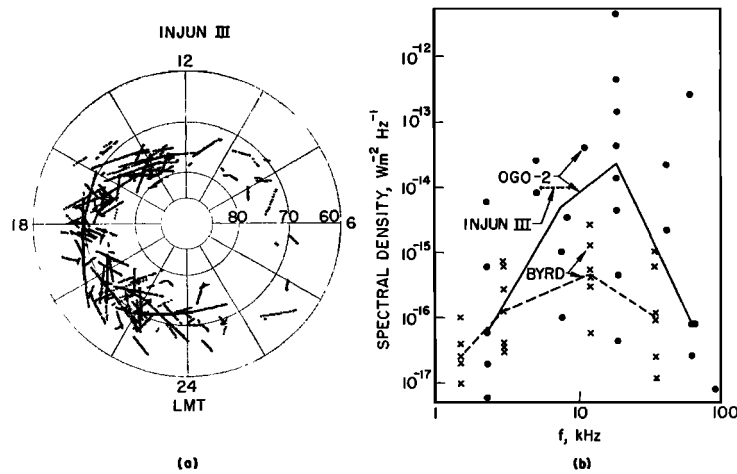 INJUN III
12
18
80 70 60 6
24
LMT
(a)
10⁻¹²
10⁻¹³
10⁻¹⁴
10⁻¹⁵
10⁻¹⁶
10⁻¹⁷
SPECTRAL DENSITY, Wm⁻² Hz⁻¹
OGO-2
INJUN III
BYRD
1 10 100
f, kHz
(b)